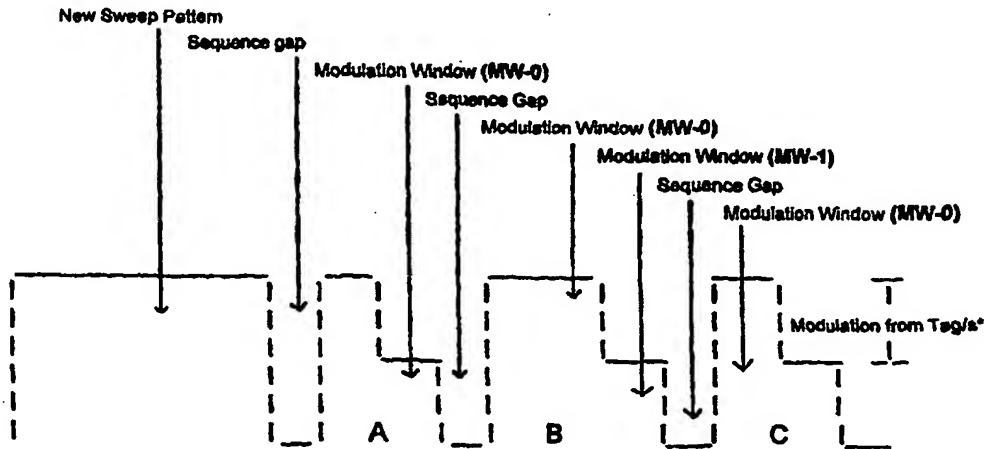 New Sweep Pattern
Sequence gap
Modulation Window (MW-0)
Sequence Gap
Modulation Window (MW-0)
Modulation Window (MW-1)
Sequence Gap
Modulation Window (MW-0)
Modulation from Tag/s*
A
B
C